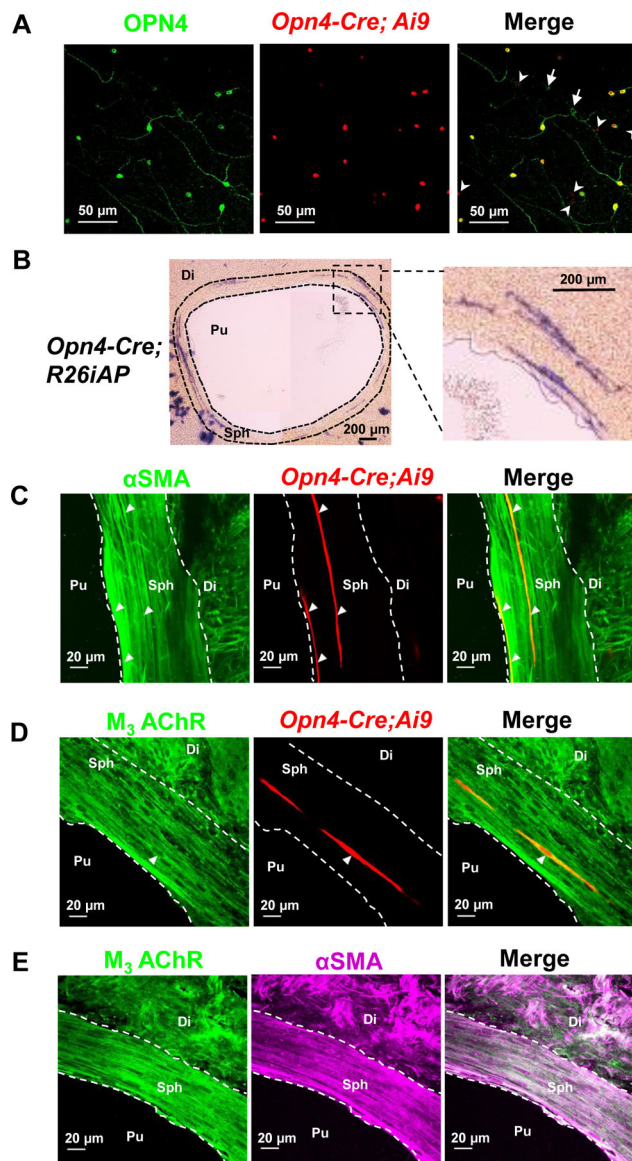 A
OPN4
Opn4-Cre; Ai9
Merge
50 µm
50 µm
50 µm
B
Opn4-Cre;
R26iAP
Di
Pu
Sph
200 µm
200 µm
C
αSMA
Opn4-Cre;Ai9
Merge
Pu
Sph
Di
20 µm
Pu
Sph
Di
20 µm
Pu
Sph
Di
20 µm
D
M₃ AChR
Opn4-Cre;Ai9
Merge
Di
Sph
Pu
20 µm
Di
Sph
Pu
20 µm
Di
Sph
Pu
20 µm
E
M₃ AChR
αSMA
Merge
Di
Sph
20 µm
Pu
Di
Sph
20 µm
Pu
Di
Sph
20 µm
Pu